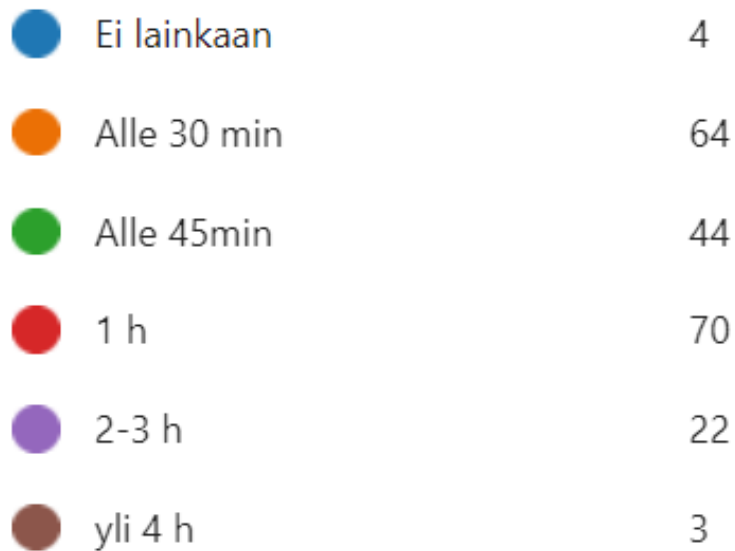 Ei lainkaan 4
Alle 30 min 64
Alle 45min 44
1 h 70
2-3 h 22
yli 4 h 3